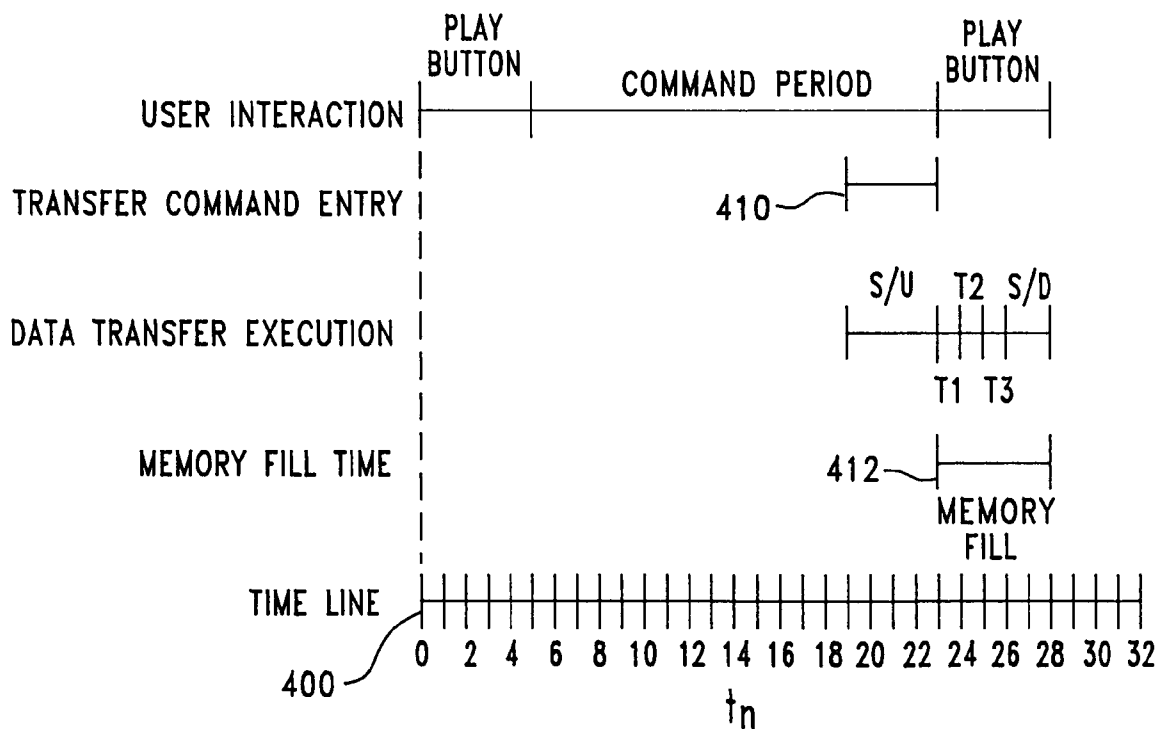 PLAY
BUTTON
PLAY
BUTTON
COMMAND PERIOD
USER INTERACTION
TRANSFER COMMAND ENTRY
410
S/U T2 S/D
DATA TRANSFER EXECUTION
T1 T3
MEMORY FILL TIME
412
MEMORY
FILL
TIME LINE
0 2 4 6 8 10 12 14 16 18 20 22 24 26 28 30 32
400
tn